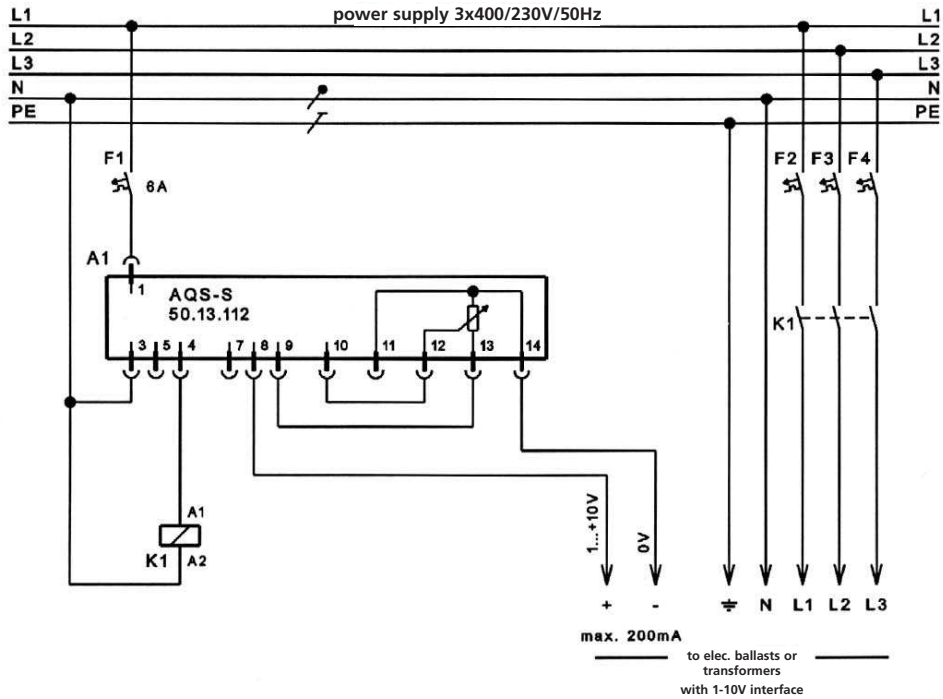 power supply 3x400/230V/50Hz
L1 L1
L2 L2
L3 L3
N N
PE PE
F1 F2 F3 F4
6A
A1
1
AQS-S
50.13.112
K1
3 5 4 7 8 9 10 11 12 13 14
1...+10V
0V
A1
K1 A2
+ - N L1 L2 L3
max. 200mA
to elec. ballasts or
transformers
with 1-10V interface